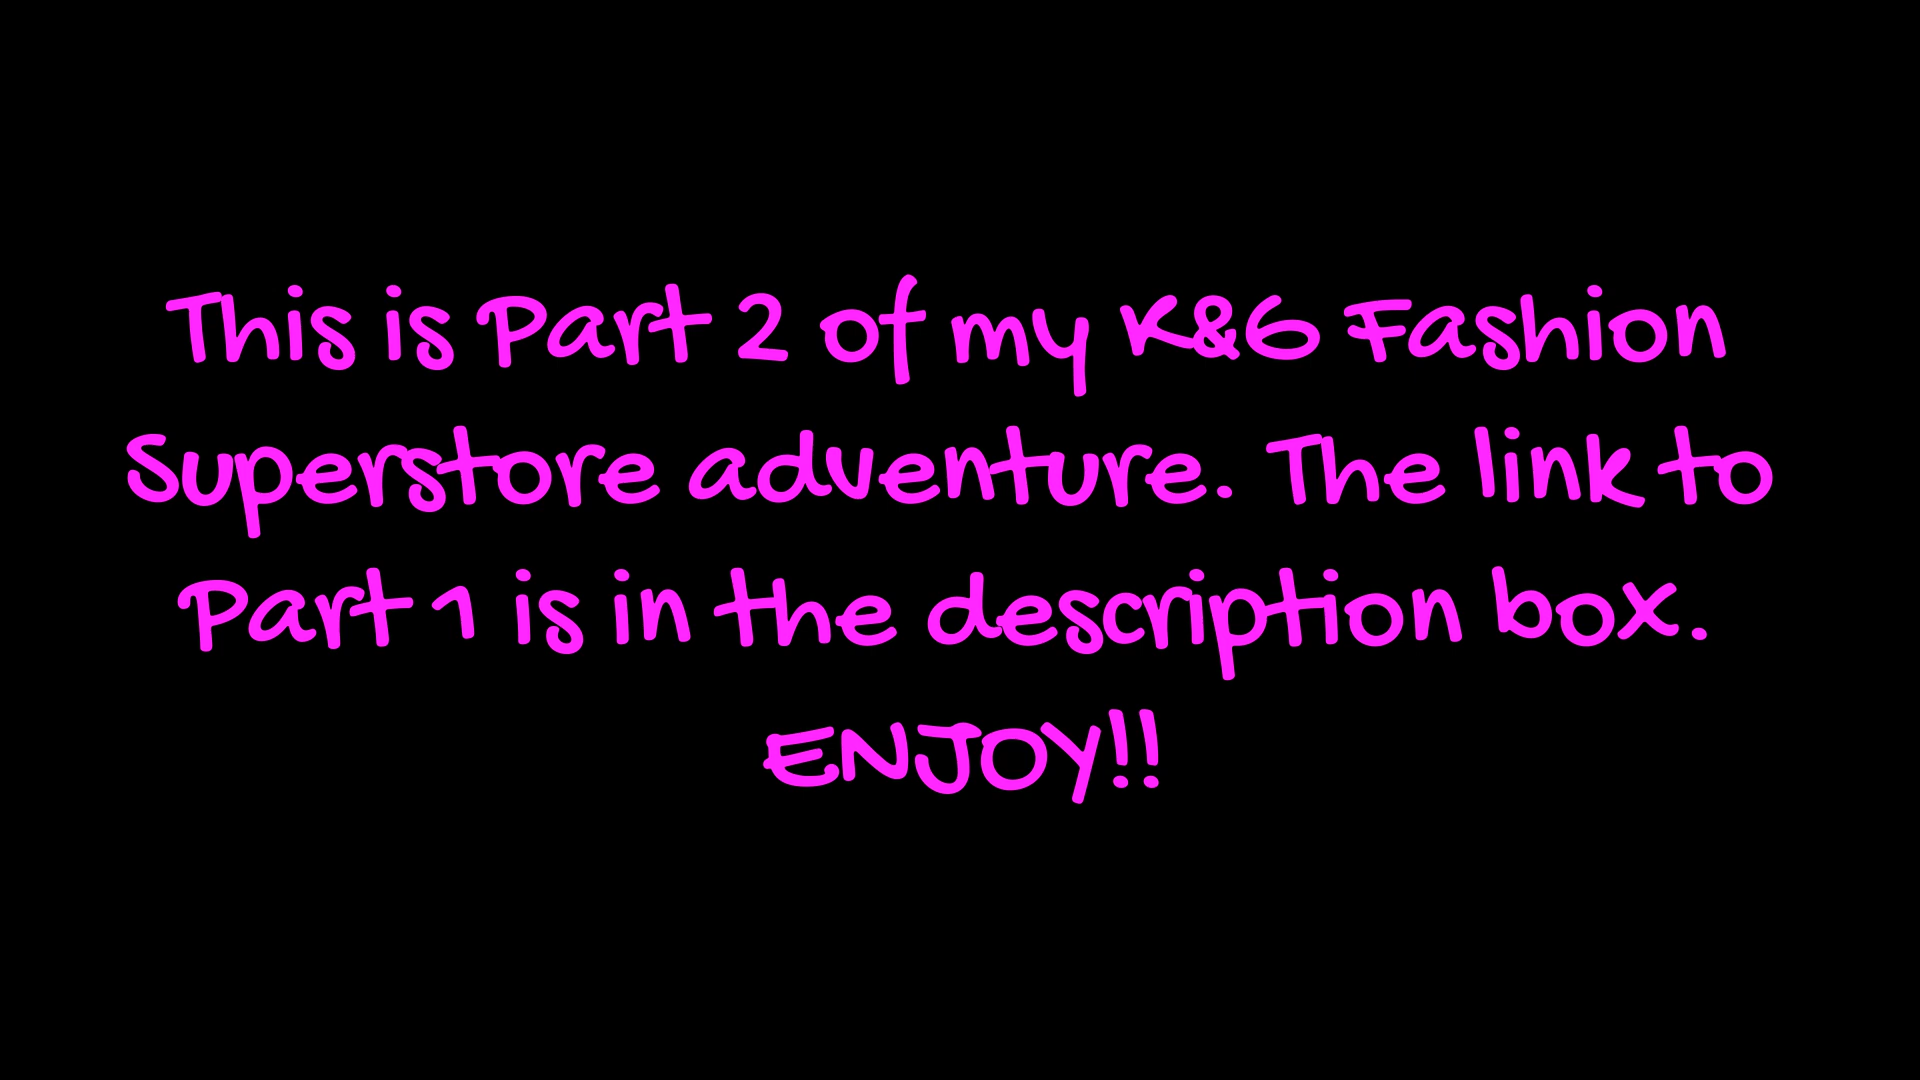 This is Part 2 of my K&G Fashion
Superstore adventure. The link to
Part 1 is in the description box.
ENJOY!!